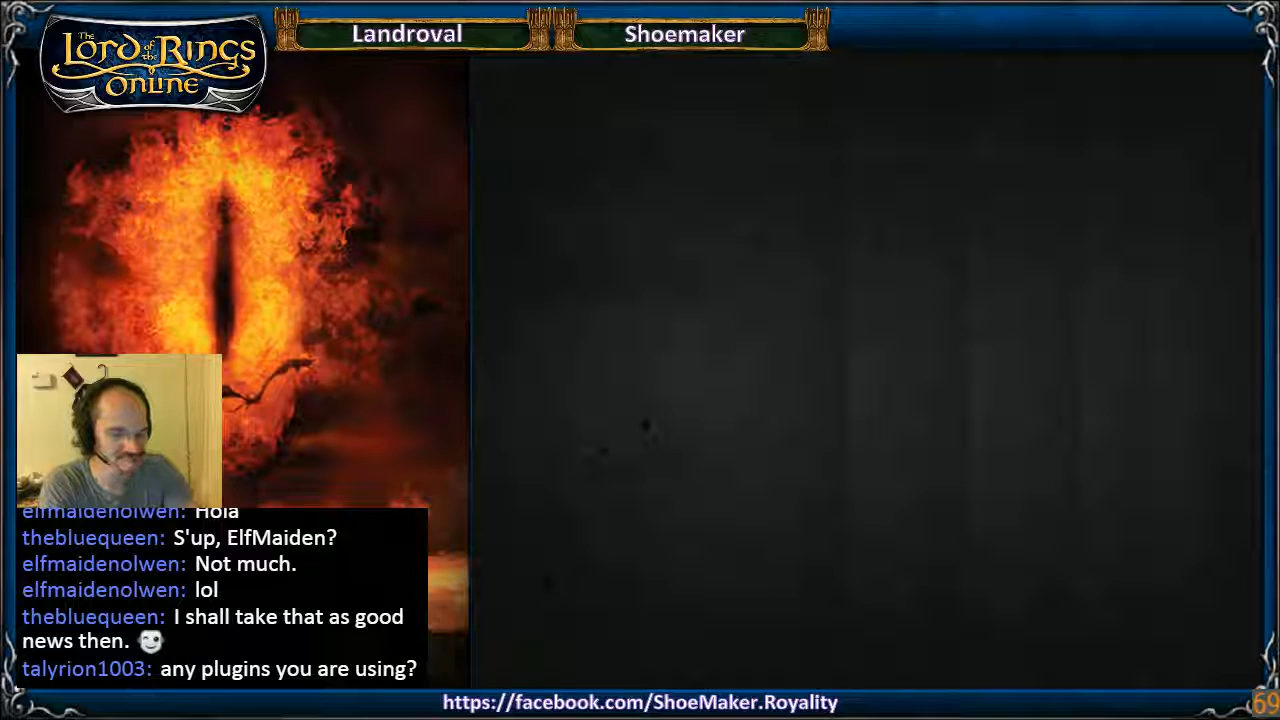 The Lord of the Rings
ONLINE
Landroval
Shoemaker
elfmaidenolwen: Hola
thebluequeen: S'up, ElfMaiden?
elfmaidenolwen: Not much.
elfmaidenolwen: lol
thebluequeen: I shall take that as good
news then.
talyrion1003: any plugins you are using?
https://facebook.com/ShoeMaker.Royality
69